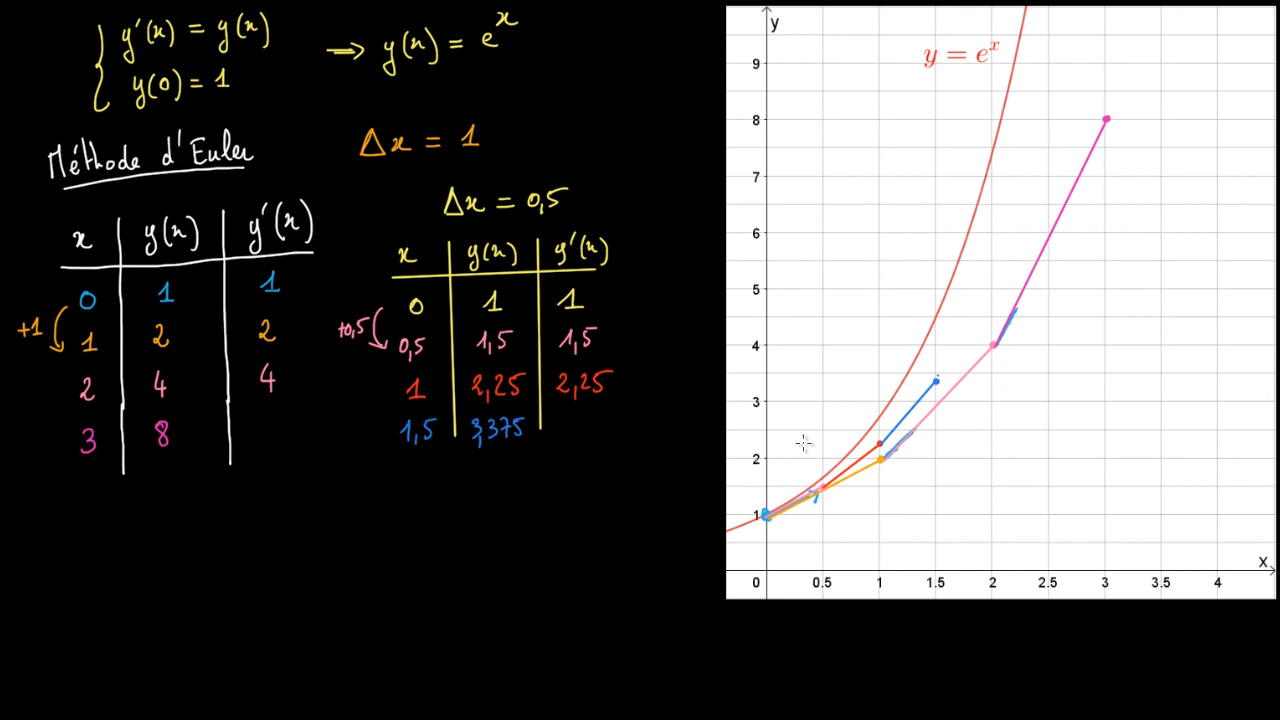 y'(x) = y(x) ⟹ y(x) = e^x
y(0) = 1
Méthode d'Euler
Δx = 1
x y(x) y'(x)
0 1 1
+1
1 2 2
2 4 4
3 8
Δx = 0,5
x y(x) y'(x)
0 1 1
+0,5
0,5 1,5 1,5
1 2,25 2,25
1,5 3,375
y
y = e^x
9
8
7
6
5
4
3
2
1
x
0 0.5 1 1.5 2 2.5 3 3.5 4